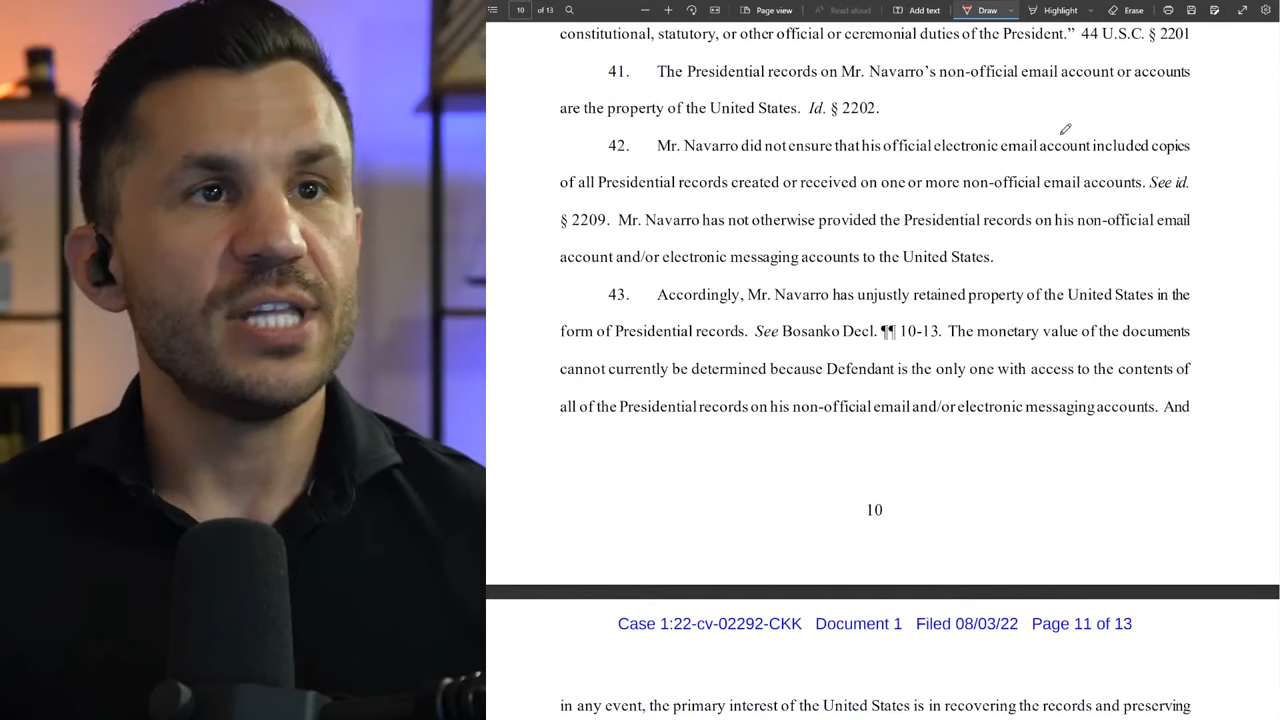 10 of 13 Page view Read aloud Add text Draw Highlight Erase
constitutional, statutory, or other official or ceremonial duties of the President.” 44 U.S.C. § 2201
41. The Presidential records on Mr. Navarro’s non-official email account or accounts
are the property of the United States. Id. § 2202.
42. Mr. Navarro did not ensure that his official electronic email account included copies
of all Presidential records created or received on one or more non-official email accounts. See id.
§ 2209. Mr. Navarro has not otherwise provided the Presidential records on his non-official email
account and/or electronic messaging accounts to the United States.
43. Accordingly, Mr. Navarro has unjustly retained property of the United States in the
form of Presidential records. See Bosanko Decl. ¶¶ 10-13. The monetary value of the documents
cannot currently be determined because Defendant is the only one with access to the contents of
all of the Presidential records on his non-official email and/or electronic messaging accounts. And
10
Case 1:22-cv-02292-CKK Document 1 Filed 08/03/22 Page 11 of 13
in any event, the primary interest of the United States is in recovering the records and preserving